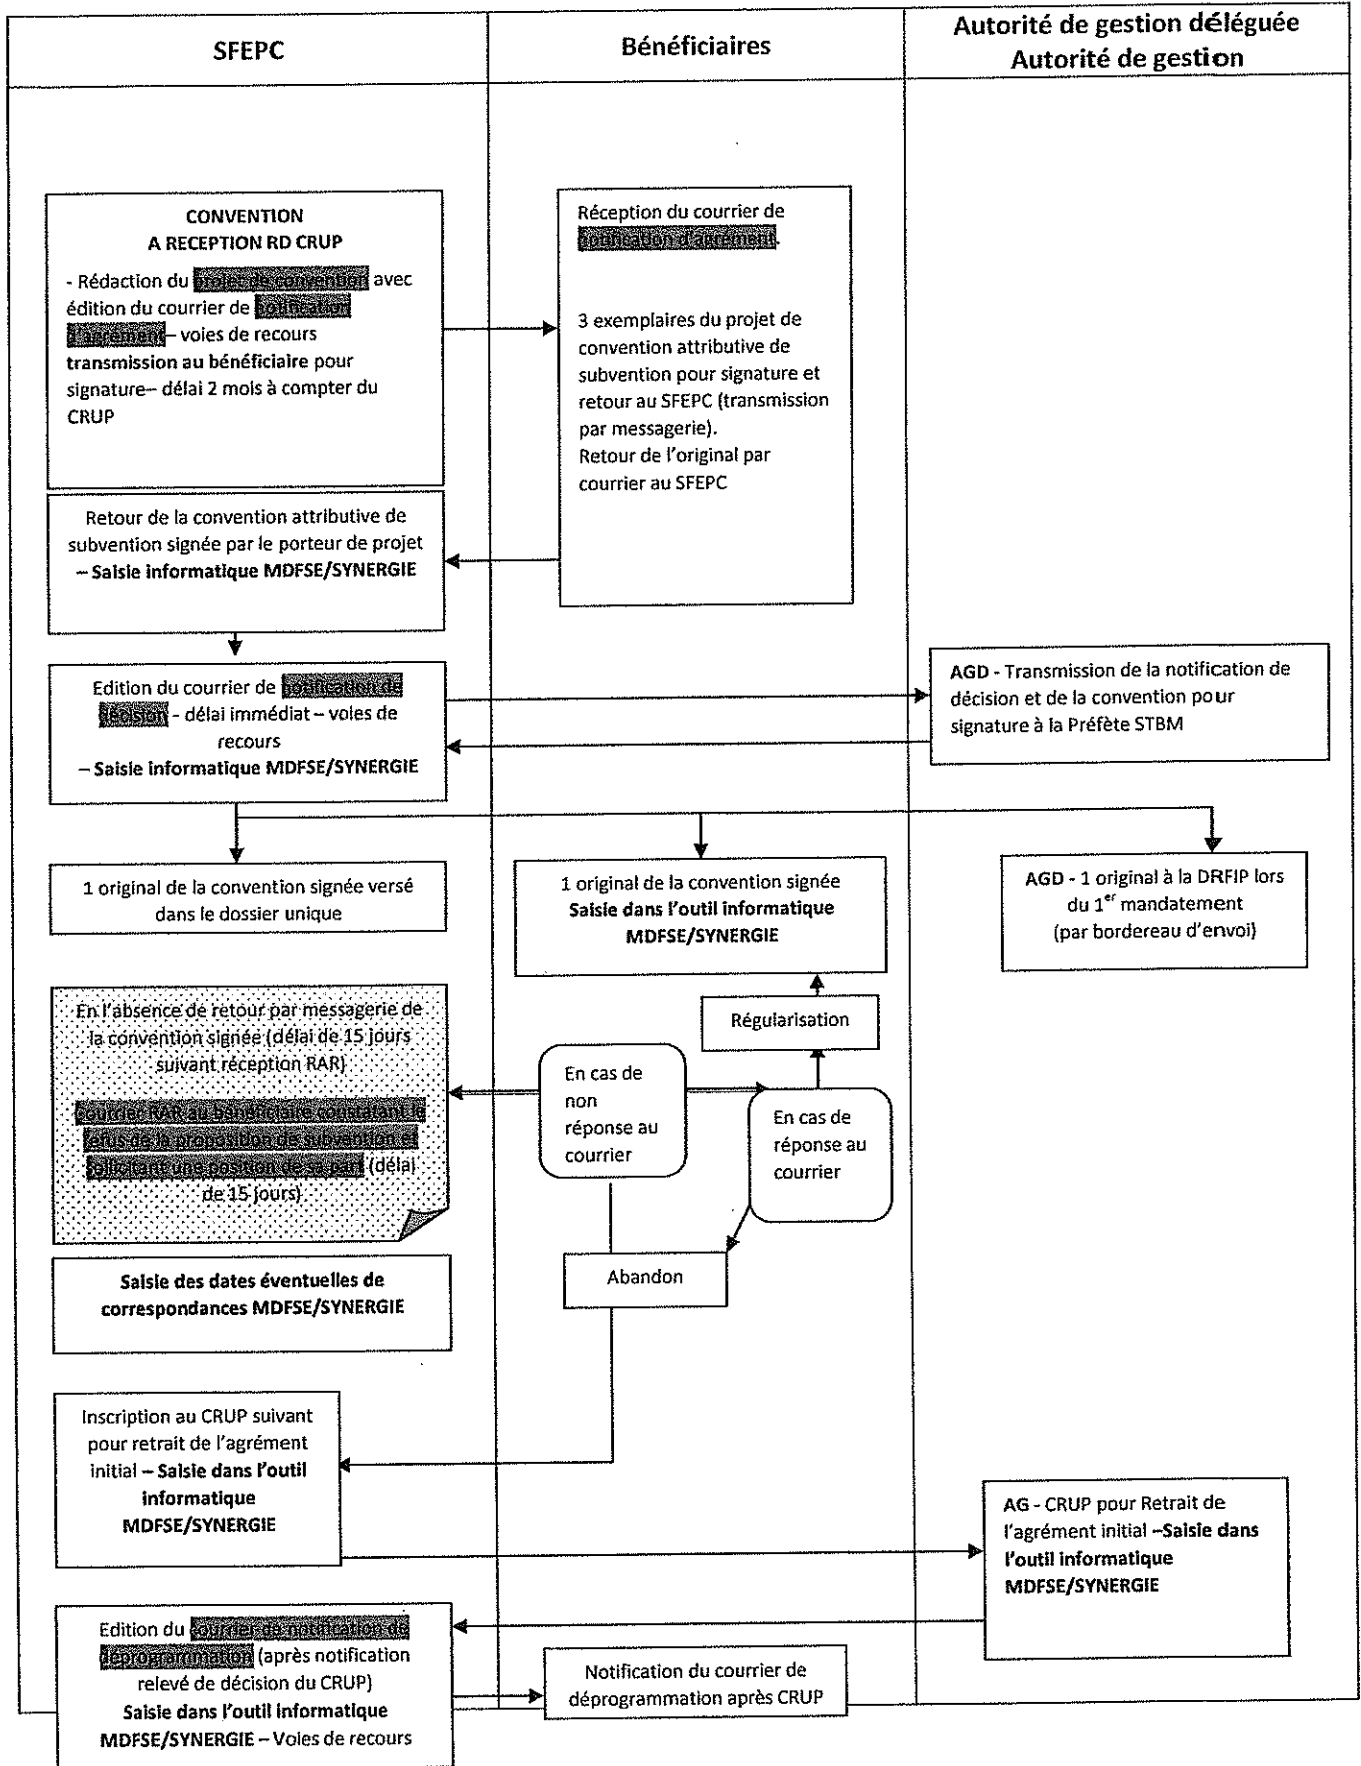 SFEPC
Bénéficiaires
Autorité de gestion déléguée
Autorité de gestion
CONVENTION
A RECEPTION RD CRUP
- Rédaction du projet de convention avec
édition du courrier de notification
d'agrément – voies de recours
transmission au bénéficiaire pour
signature– délai 2 mois à compter du
CRUP
Réception du courrier de
notification d'agrément.
3 exemplaires du projet de
convention attributive de
subvention pour signature et
retour au SFEPC (transmission
par messagerie).
Retour de l'original par
courrier au SFEPC
Retour de la convention attributive de
subvention signée par le porteur de projet
– Saisie informatique MDFSE/SYNERGIE
Edition du courrier de notification de
décision - délai immédiat – voies de
recours
– Saisie informatique MDFSE/SYNERGIE
AGD - Transmission de la notification de
décision et de la convention pour
signature à la Préfète STBM
1 original de la convention signée versé
dans le dossier unique
1 original de la convention signée
Saisie dans l'outil informatique
MDFSE/SYNERGIE
AGD - 1 original à la DRFIP lors
du 1er mandatement
(par bordereau d'envoi)
En l'absence de retour par messagerie de
la convention signée (délai de 15 jours
suivant réception RAR)
Courrier RAR au bénéficiaire constatant le
refus de la proposition de subvention et
sollicitant une position de sa part (délai
de 15 jours)
Régularisation
En cas de
non
réponse au
courrier
En cas de
réponse au
courrier
Abandon
Saisie des dates éventuelles de
correspondances MDFSE/SYNERGIE
Inscription au CRUP suivant
pour retrait de l'agrément
initial – Saisie dans l'outil
informatique
MDFSE/SYNERGIE
AG - CRUP pour Retrait de
l'agrément initial –Saisie dans
l'outil informatique
MDFSE/SYNERGIE
Edition du courrier de notification de
déprogrammation (après notification
relevé de décision du CRUP)
Saisie dans l'outil informatique
MDFSE/SYNERGIE – Voies de recours
Notification du courrier de
déprogrammation après CRUP